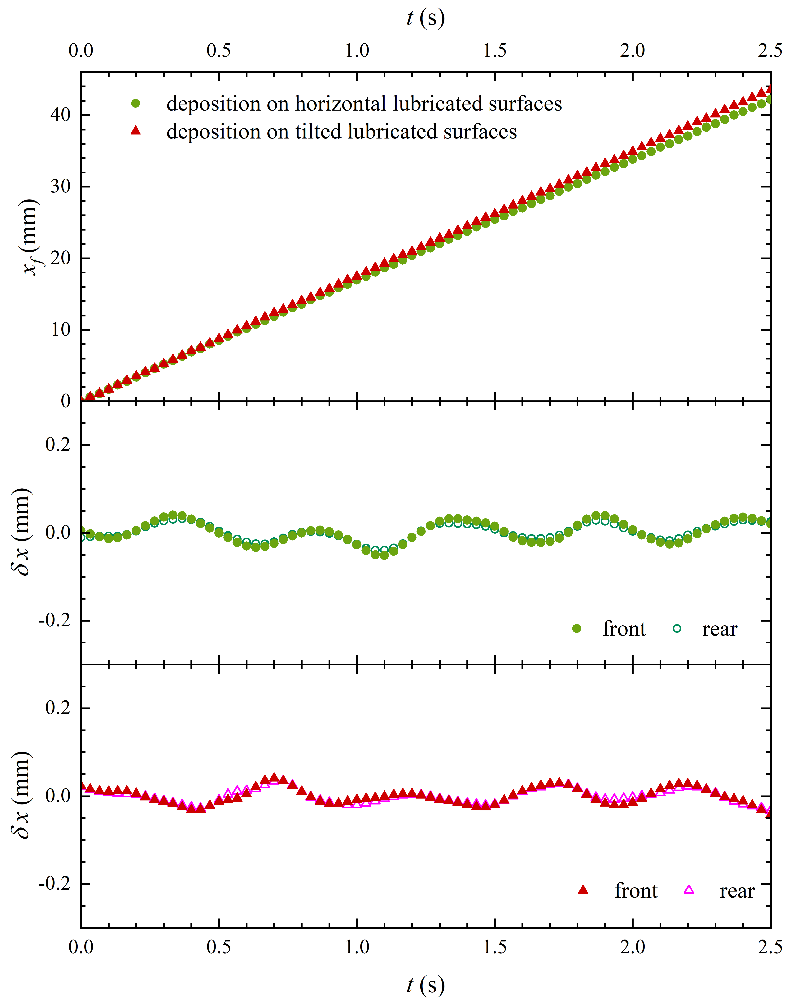 t (s)
0.0 0.5 1.0 1.5 2.0 2.5
deposition on horizontal lubricated surfaces
deposition on tilted lubricated surfaces
40
30
20
10
0
x_f (mm)
0.2
0.0
-0.2
δ x (mm)
front rear
0.2
0.0
-0.2
δ x (mm)
front rear
0.0 0.5 1.0 1.5 2.0 2.5
t (s)